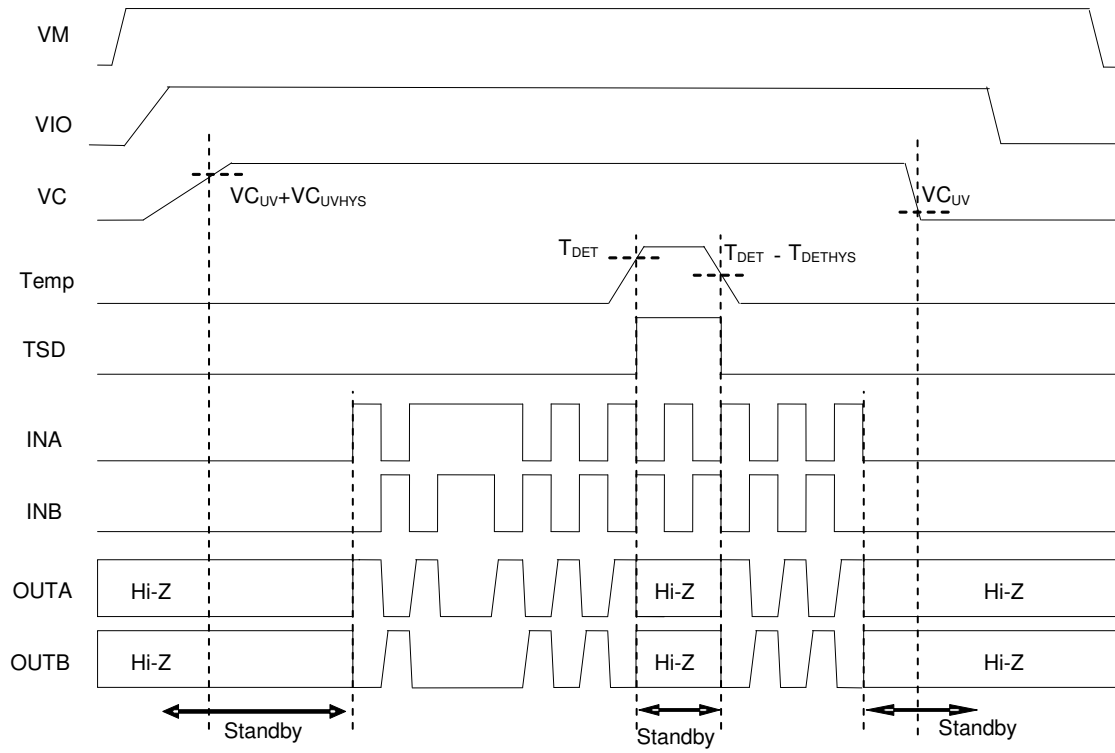 VM
VIO
VC
VCUV+VCUVHYS
VCUV
TDET
TDET - TDETHYS
Temp
TSD
INA
INB
OUTA
Hi-Z
Hi-Z
Hi-Z
OUTB
Hi-Z
Hi-Z
Hi-Z
Standby
Standby
Standby